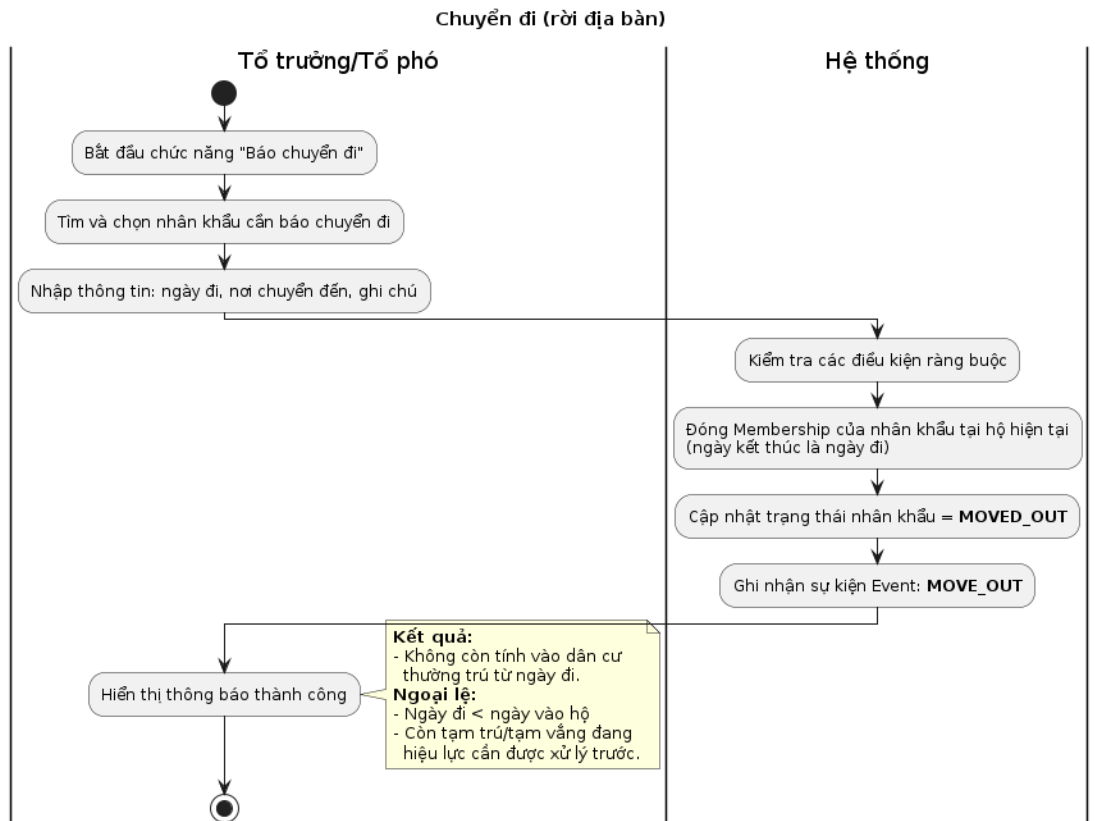 Chuyển đi (rời địa bàn)
Tổ trưởng/Tổ phó
Hệ thống
Bắt đầu chức năng "Báo chuyển đi"
Tìm và chọn nhân khẩu cần báo chuyển đi
Nhập thông tin: ngày đi, nơi chuyển đến, ghi chú
Kiểm tra các điều kiện ràng buộc
Đóng Membership của nhân khẩu tại hộ hiện tại
(ngày kết thúc là ngày đi)
Cập nhật trạng thái nhân khẩu = MOVED_OUT
Ghi nhận sự kiện Event: MOVE_OUT
Hiển thị thông báo thành công
Kết quả:
- Không còn tính vào dân cư
thường trú từ ngày đi.
Ngoại lệ:
- Ngày đi < ngày vào hộ
- Còn tạm trú/tạm vắng đang
hiệu lực cần được xử lý trước.